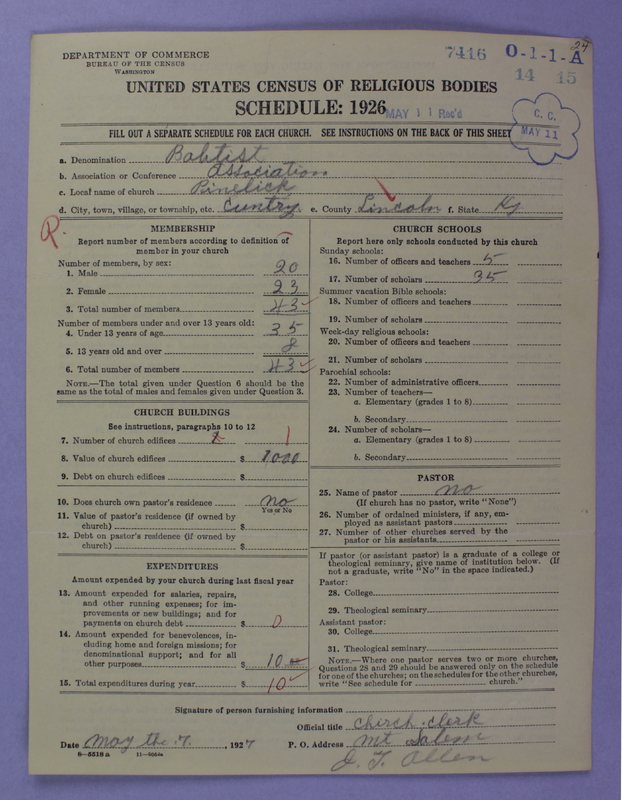 24
DEPARTMENT OF COMMERCE
BUREAU OF THE CENSUS
WASHINGTON
7416 O-1-1-A
14 15
UNITED STATES CENSUS OF RELIGIOUS BODIES
SCHEDULE: 1926
MAY 11 Rec'd
C. C.
MAY 11
FILL OUT A SEPARATE SCHEDULE FOR EACH CHURCH. SEE INSTRUCTIONS ON THE BACK OF THIS SHEET
a. Denomination Babtist
b. Association or Conference association
c. Local name of church Pinelick
d. City, town, village, or township, etc. Cuntry e. County Lincoln f. State Ky
P.
MEMBERSHIP
Report number of members according to definition of
member in your church
Number of members, by sex:
1. Male 20
2. Female 23
3. Total number of members 43
Number of members under and over 13 years old:
4. Under 13 years of age 35
5. 13 years old and over 8
6. Total number of members 43
NOTE.—The total given under Question 6 should be the
same as the total of males and females given under Question 3.
CHURCH BUILDINGS
See instructions, paragraphs 10 to 12
7. Number of church edifices 1
8. Value of church edifices $ 1000
9. Debt on church edifices $
10. Does church own pastor's residence no
Yes or No
11. Value of pastor's residence (if owned by
church) $
12. Debt on pastor's residence (if owned by
church) $
EXPENDITURES
Amount expended by your church during last fiscal year
13. Amount expended for salaries, repairs,
and other running expenses; for im-
provements or new buildings; and for
payments on church debt $ 0
14. Amount expended for benevolences, in-
cluding home and foreign missions; for
denominational support; and for all
other purposes $ 10
15. Total expenditures during year $ 10
CHURCH SCHOOLS
Report here only schools conducted by this church
Sunday schools:
16. Number of officers and teachers 5
17. Number of scholars 35
Summer vacation Bible schools:
18. Number of officers and teachers
19. Number of scholars
Week-day religious schools:
20. Number of officers and teachers
21. Number of scholars
Parochial schools:
22. Number of administrative officers
23. Number of teachers—
a. Elementary (grades 1 to 8)
b. Secondary
24. Number of scholars—
a. Elementary (grades 1 to 8)
b. Secondary
PASTOR
25. Name of pastor no
(If church has no pastor, write "None")
26. Number of ordained ministers, if any, em-
ployed as assistant pastors
27. Number of other churches served by the
pastor or his assistants
If pastor (or assistant pastor) is a graduate of a college or
theological seminary, give name of institution below. (If
not a graduate, write "No" in the space indicated.)
Pastor:
28. College
29. Theological seminary
Assistant pastor:
30. College
31. Theological seminary
NOTE.—Where one pastor serves two or more churches,
Questions 28 and 29 should be answered only on the schedule
for one of the churches; on the schedules for the other churches,
write "See schedule for church."
Signature of person furnishing information
Official title church clerk
Date may the 7, 1927 P. O. Address mt Salem
8—5518 a
J. T. Allen